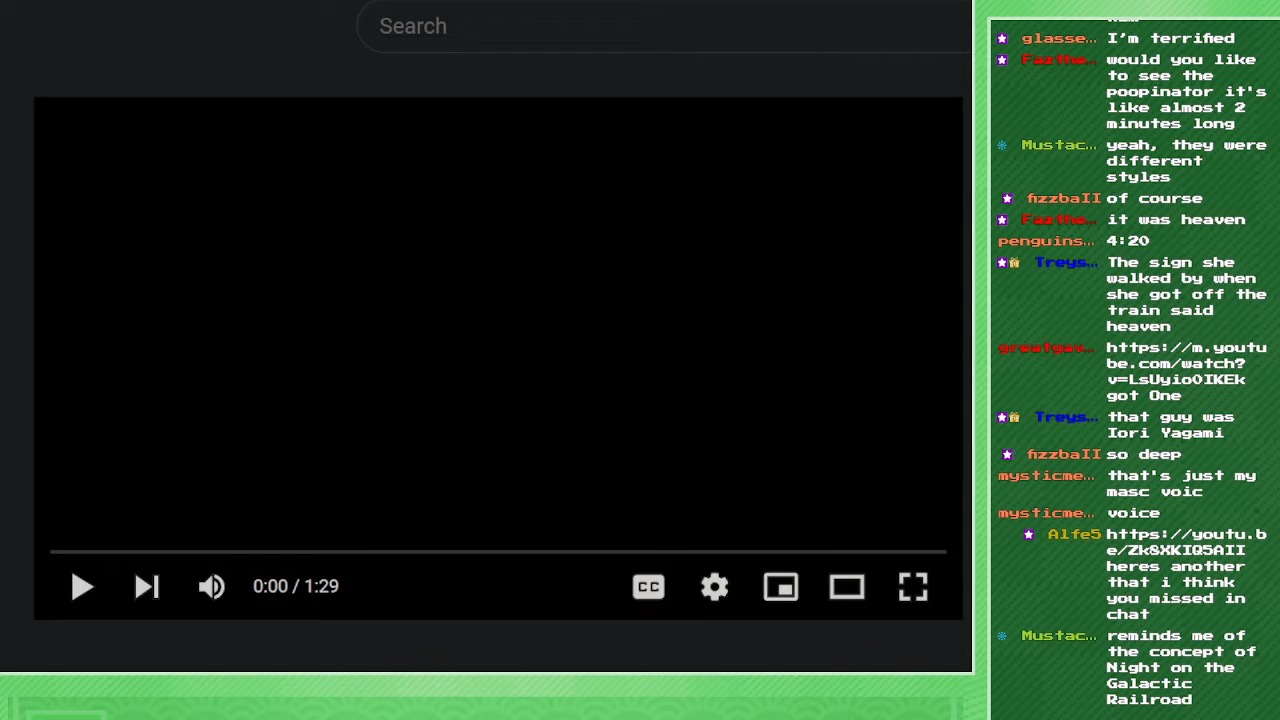 Search
0:00 / 1:29
CC
glasse... I'm terrified
Fazthe... would you like
to see the
poopinator it's
like almost 2
minutes long
Mustac... yeah, they were
different
styles
fizzbaII of course
Fazthe... it was heaven
penguins... 4:20
Treys... The sign she
walked by when
she got off the
train said
heaven
greatgav... https://m.youtu
be.com/watch?
v=LsUyioOIKEk
got One
Treys... that guy was
Iori Yagami
fizzbaII so deep
mysticme... that's just my
masc voic
mysticme... voice
Alfe5 https://youtu.b
e/Zk8XKIQ5AII
heres another
that i think
you missed in
chat
Mustac... reminds me of
the concept of
Night on the
Galactic
Railroad